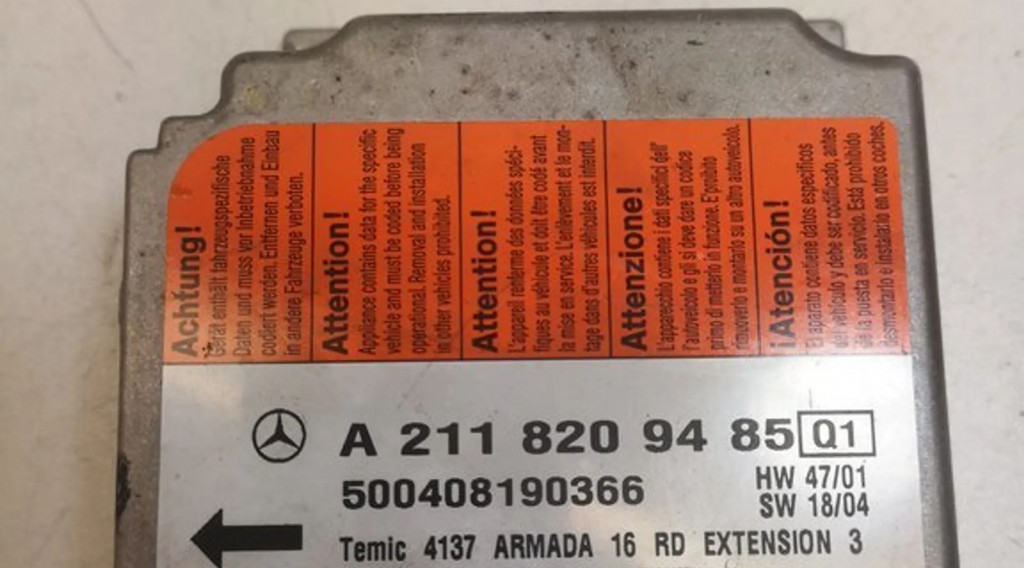 Achtung!
Gerät enthält fahrzeugspezifische
Daten und muss vor Inbetriebnahme
codiert werden. Entfernen und Einbau
in andere Fahrzeuge verboten.
Attention!
Appliance contains data for the specific
vehicle and must be coded before being
operational. Removal and installation
in other vehicles prohibited.
Attention!
L'appareil renferme des données spéci-
fiques au véhicule et doit être codé avant
la mise en service. L'enlèvement et le mon-
tage dans d'autres véhicules est interdit.
Attenzione!
L'apparecchio contiene i dati specifici dell'
l'autoveicolo e gli si deve dare un codice
primo di metterlo in funzione. E'proibito
rimouverlo e montarlo su un altro autoveicolo.
¡Atención!
El aparato contiene datos específicos
del vehículo y debe ser codificado, antes
de la puesta en servicio. Está prohibido
desmontarlo e instalarlo en otros coches.
A 211 820 94 85 Q1
500408190366
HW 47/01
SW 18/04
Temic 4137 ARMADA 16 RD EXTENSION 3